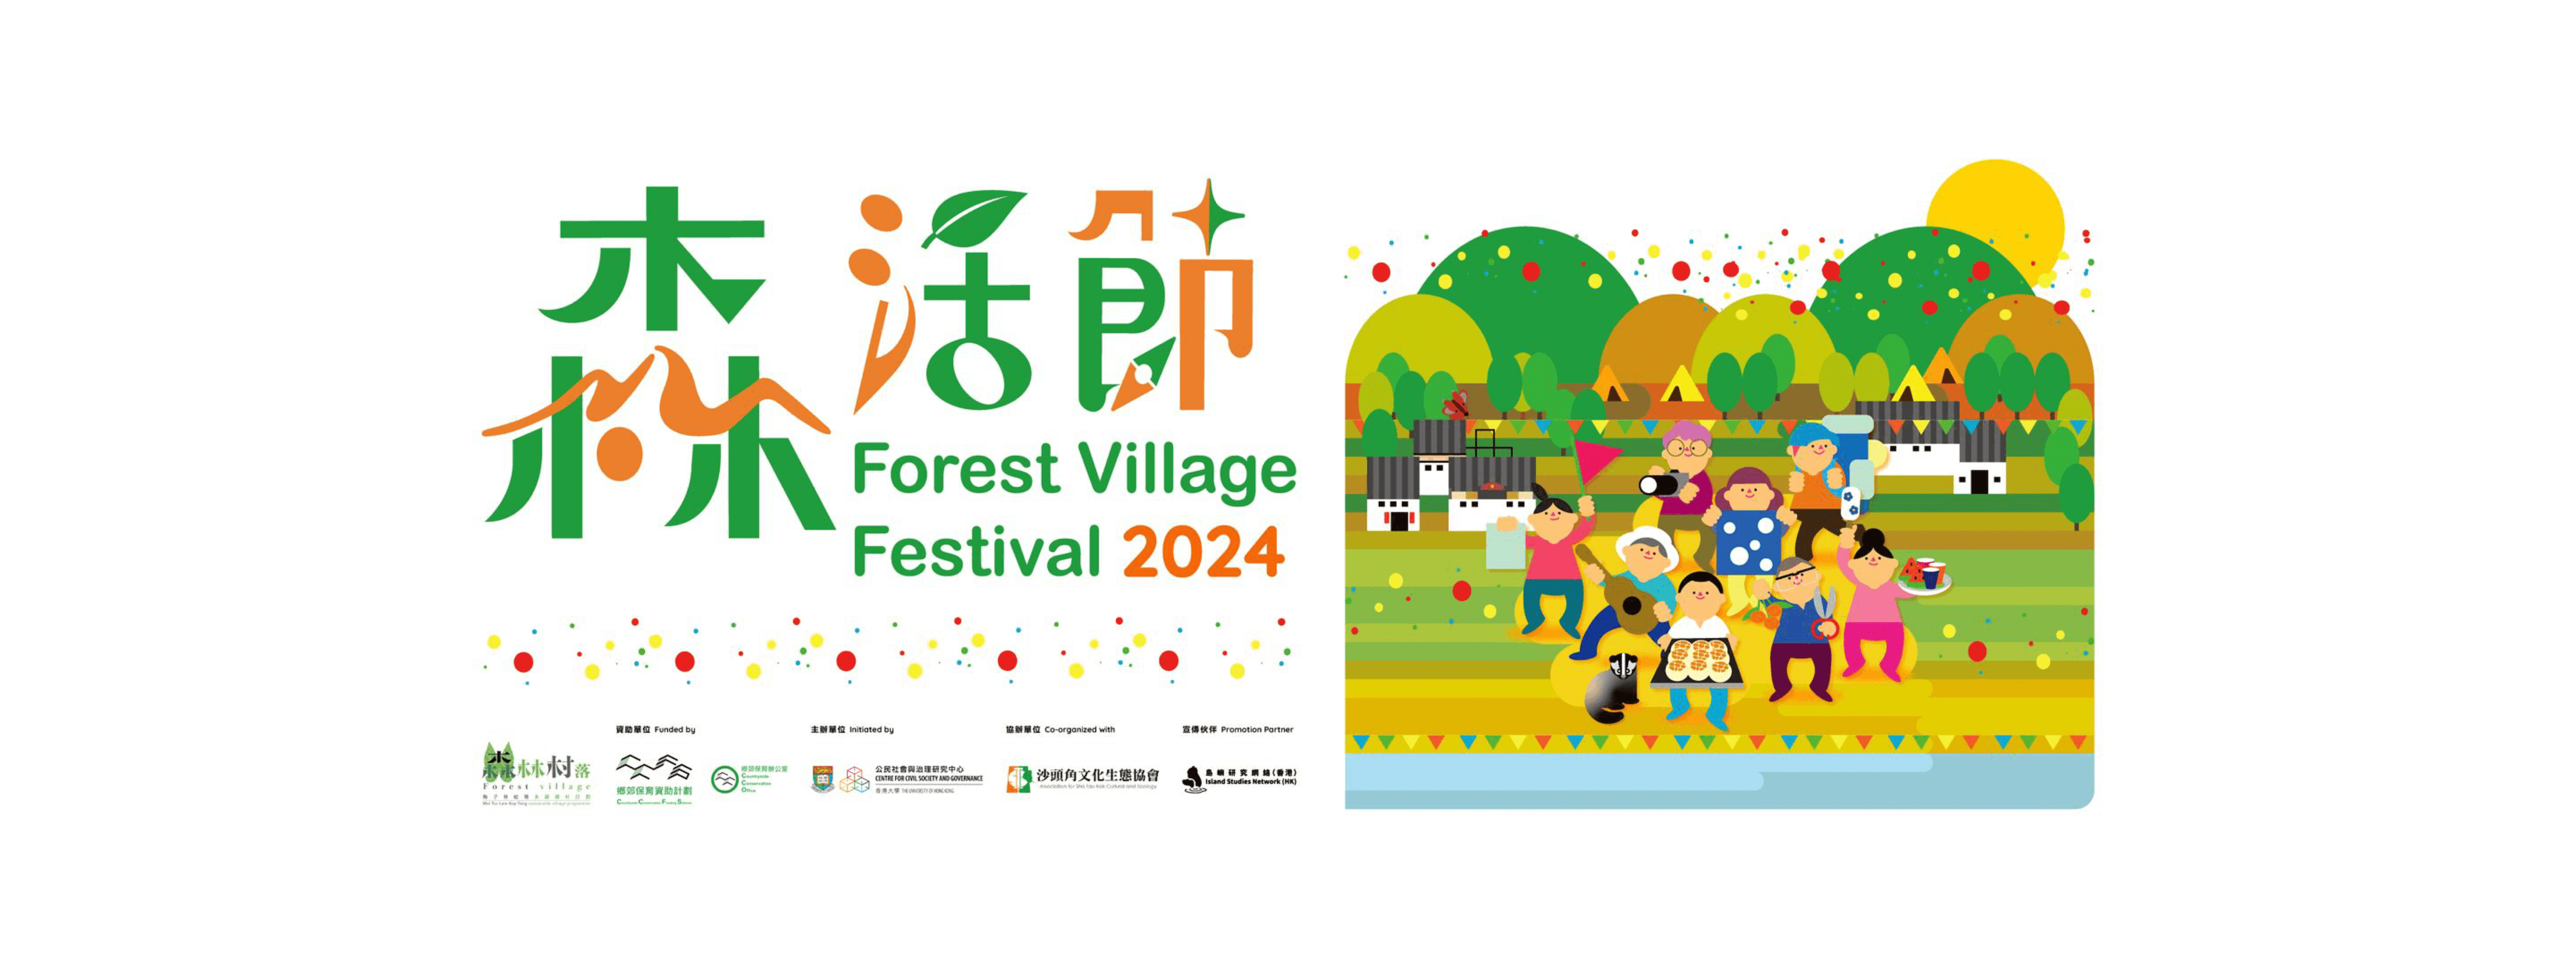 森活節
Forest Village
Festival 2024
資助單位 Funded by
主辦單位 Initiated by
協辦單位 Co-organized with
宣傳伙伴 Promotion Partner
森林村落
Forest village
鄉郊保育資助計劃
Countryside Conservation Funding Scheme
鄉郊保育辦公室
Countryside
Conservation
Office
公民社會與治理研究中心
CENTRE FOR CIVIL SOCIETY AND GOVERNANCE
香港大學 THE UNIVERSITY OF HONG KONG
沙頭角文化生態協會
Association for Sha Tau Kok Culture and Ecology
島嶼研究網絡(香港)
Island Studies Network (HK)